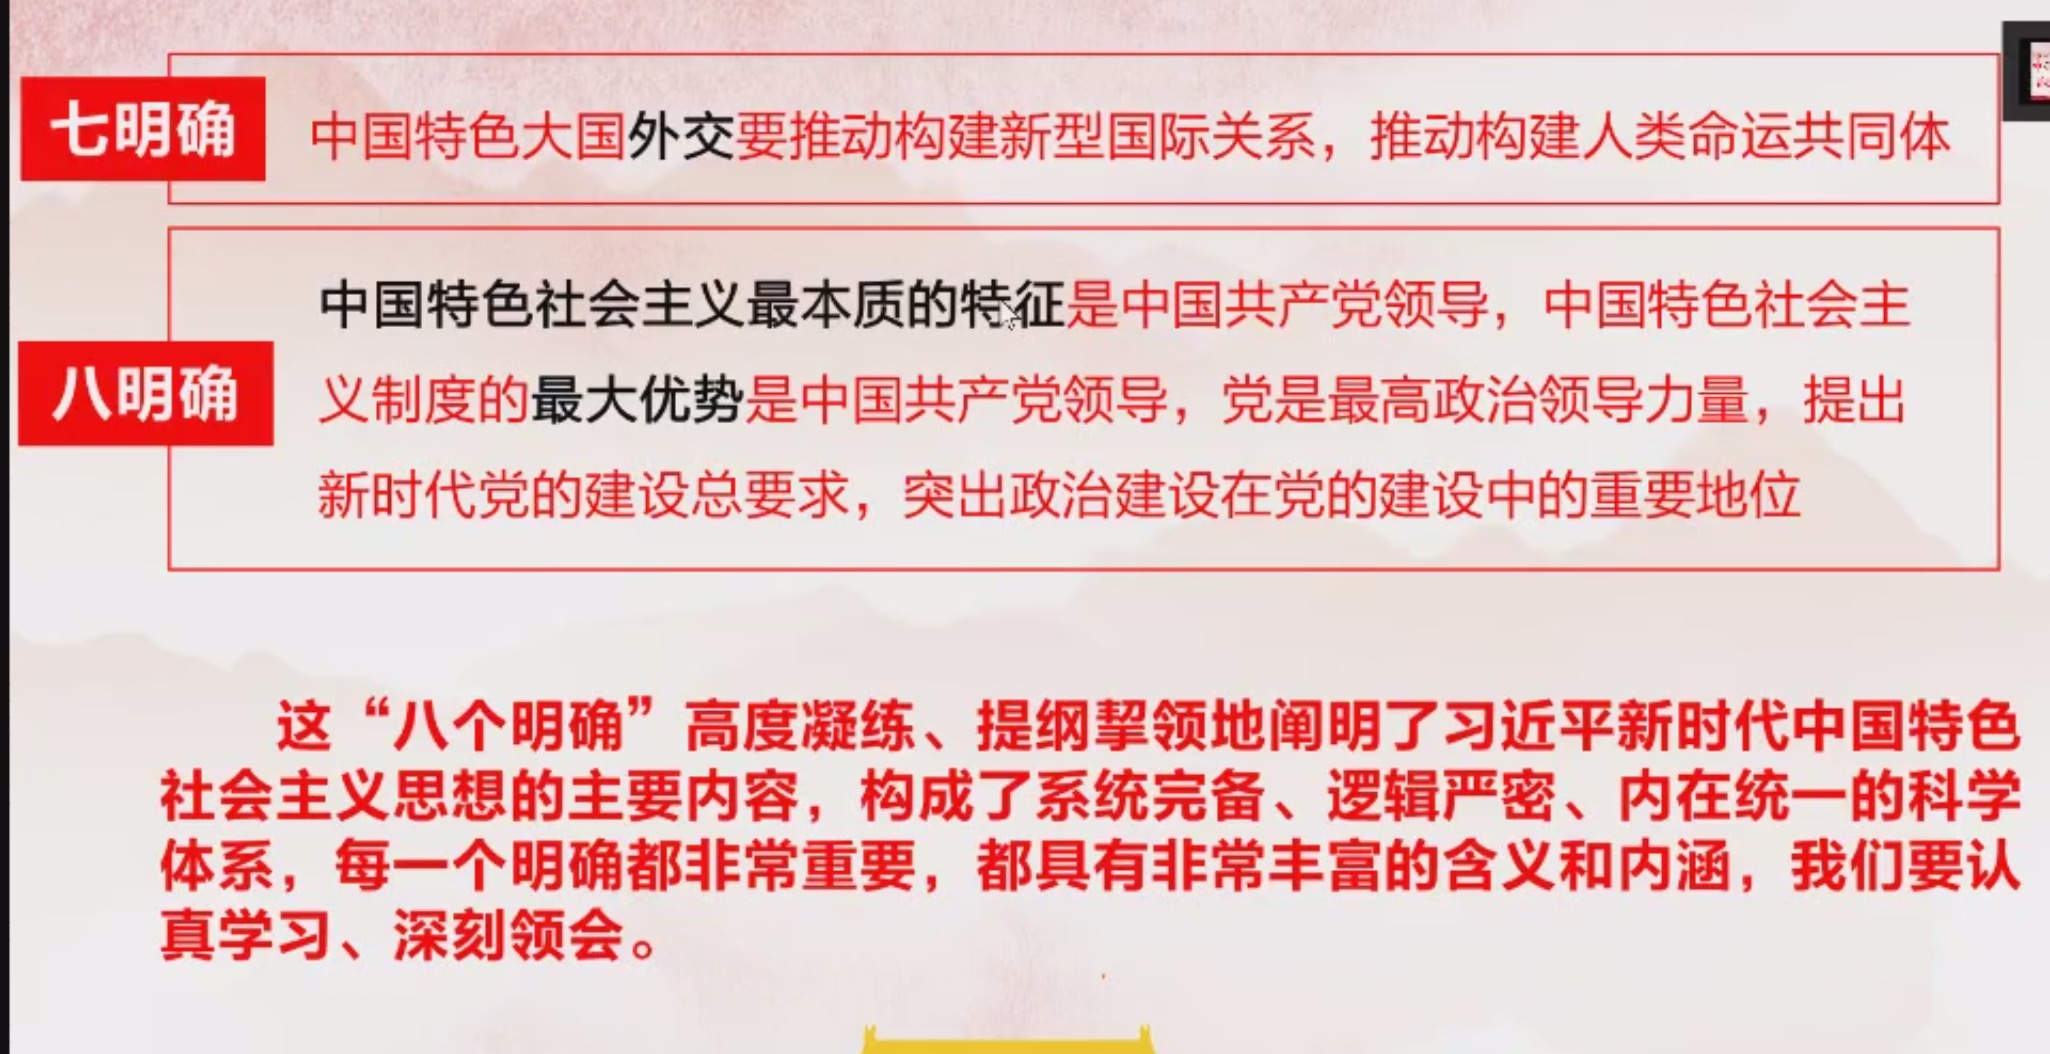 七明确
中国特色大国外交要推动构建新型国际关系，推动构建人类命运共同体
八明确
中国特色社会主义最本质的特征是中国共产党领导，中国特色社会主
义制度的最大优势是中国共产党领导，党是最高政治领导力量，提出
新时代党的建设总要求，突出政治建设在党的建设中的重要地位
这“八个明确”高度凝练、提纲挈领地阐明了习近平新时代中国特色
社会主义思想的主要内容，构成了系统完备、逻辑严密、内在统一的科学
体系，每一个明确都非常重要，都具有非常丰富的含义和内涵，我们要认
真学习、深刻领会。